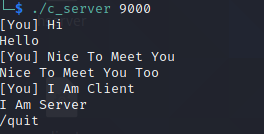 └─$ ./c_server 9000
[You] Hi
Hello
[You] Nice To Meet You
Nice To Meet You Too
[You] I Am Client
I Am Server
/quit